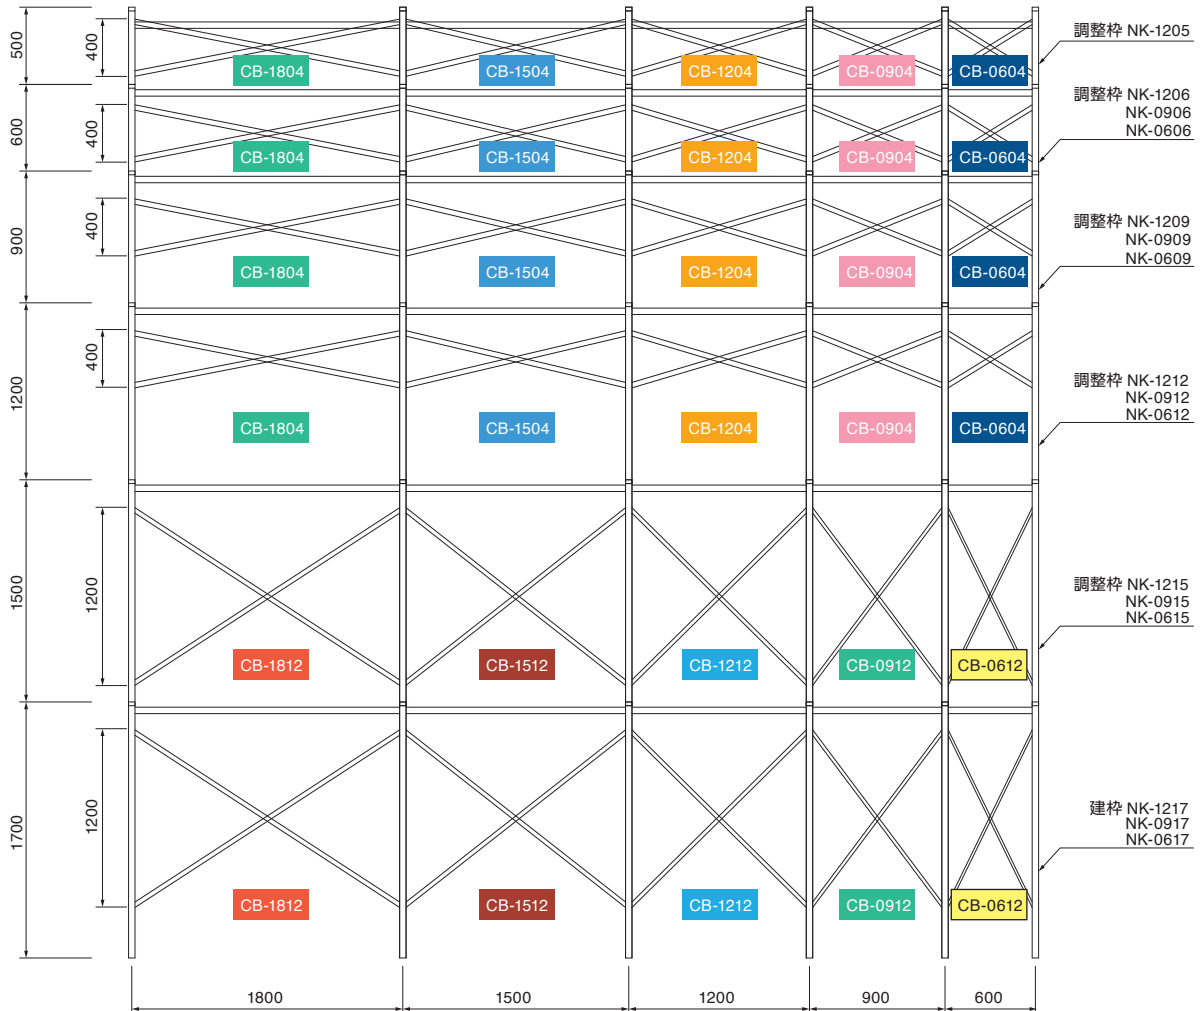 500
400
CB-1804
CB-1504
CB-1204
CB-0904
CB-0604
調整枠 NK-1205
600
400
CB-1804
CB-1504
CB-1204
CB-0904
CB-0604
調整枠 NK-1206
NK-0906
NK-0606
900
400
CB-1804
CB-1504
CB-1204
CB-0904
CB-0604
調整枠 NK-1209
NK-0909
NK-0609
1200
400
CB-1804
CB-1504
CB-1204
CB-0904
CB-0604
調整枠 NK-1212
NK-0912
NK-0612
1500
1200
CB-1812
CB-1512
CB-1212
CB-0912
CB-0612
調整枠 NK-1215
NK-0915
NK-0615
1700
1200
CB-1812
CB-1512
CB-1212
CB-0912
CB-0612
建枠 NK-1217
NK-0917
NK-0617
1800
1500
1200
900
600